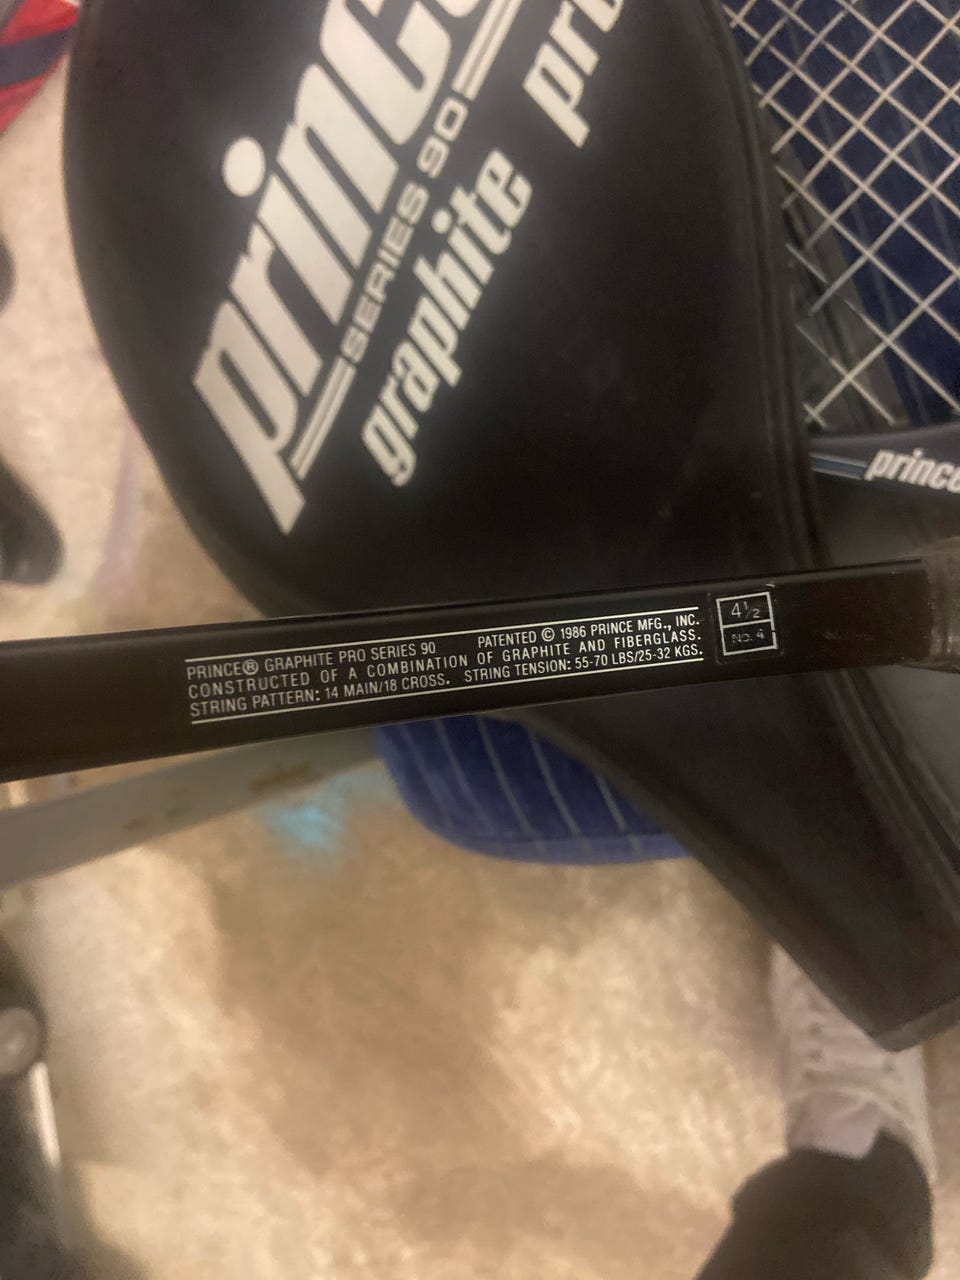 prince
SERIES 90
graphite pro
prince
PRINCE® GRAPHITE PRO SERIES 90 PATENTED © 1986 PRINCE MFG., INC.
CONSTRUCTED OF A COMBINATION OF GRAPHITE AND FIBERGLASS.
STRING PATTERN: 14 MAIN/18 CROSS. STRING TENSION: 55-70 LBS/25-32 KGS.
4½
NO. 4